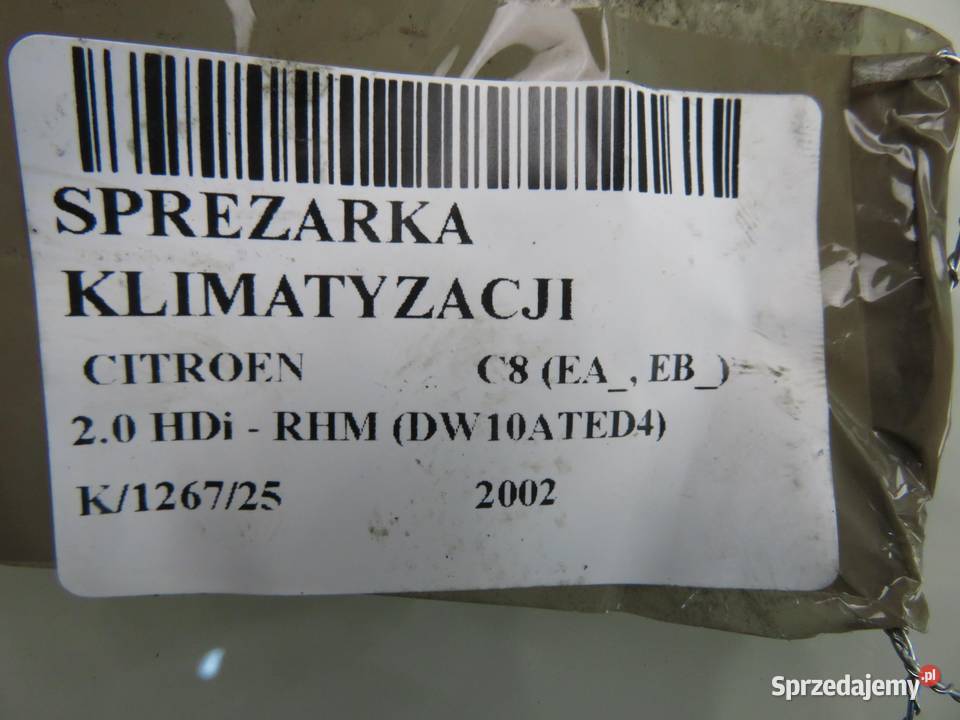 SPREZARKA
KLIMATYZACJI
CITROEN C8 (EA_, EB_)
2.0 HDi - RHM (DW10ATED4)
K/1267/25 2002
Sprzedajemy.pl